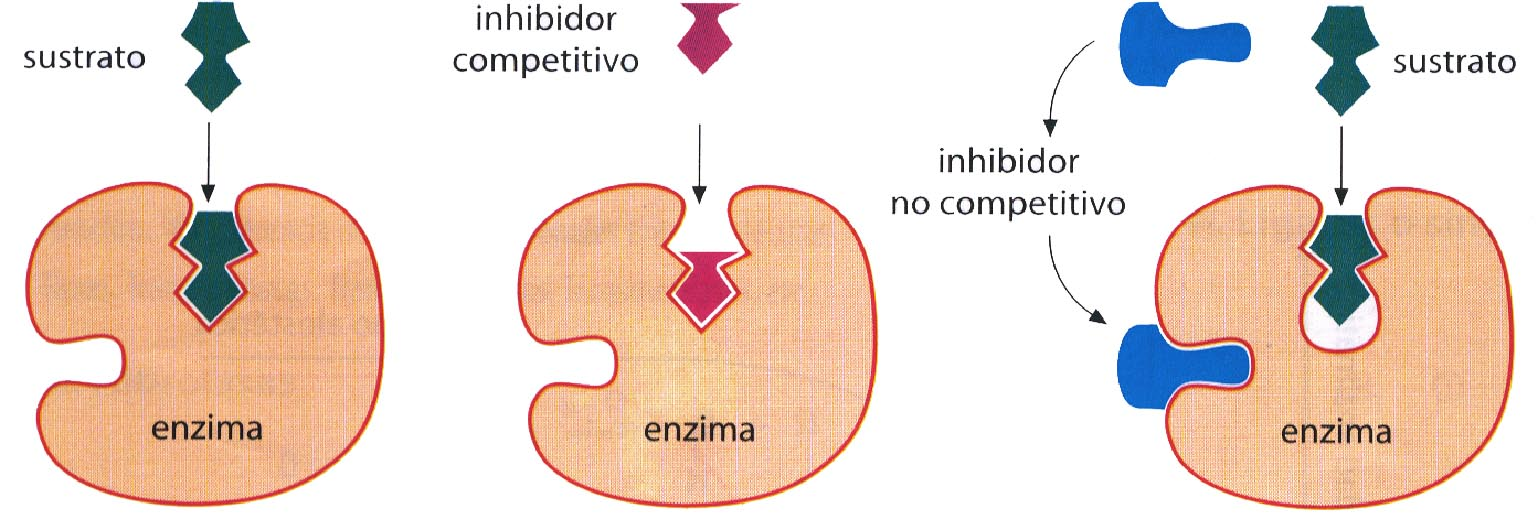 sustrato
enzima
inhibidor
competitivo
enzima
inhibidor
no competitivo
sustrato
enzima